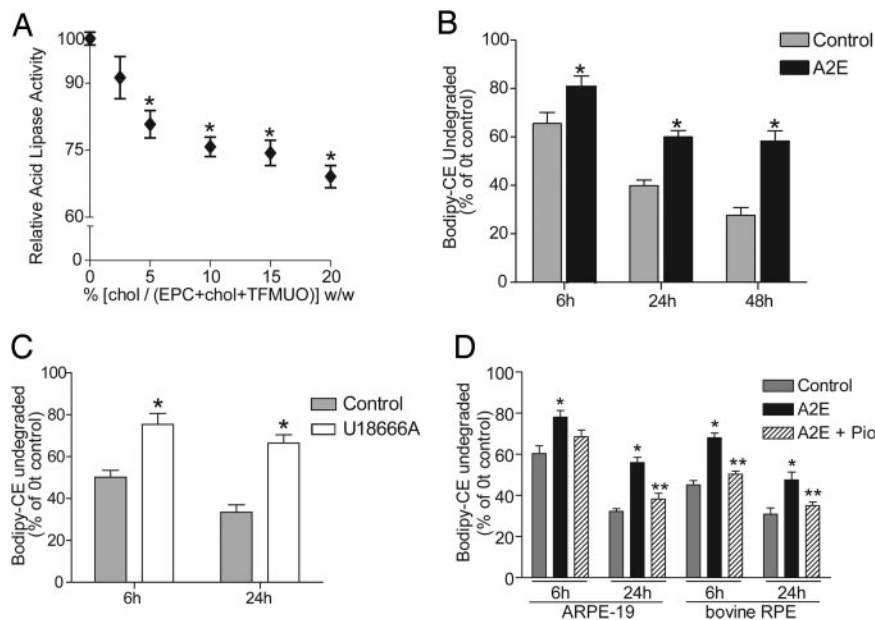 A
Relative Acid Lipase Activity
100
90
75
60
0
0 5 10 15 20
* * * *
% [chol / (EPC+chol+TFMUO)] w/w
B
Bodipy-CE Undegraded
(% of 0t control)
100
80
60
40
20
0
Control
A2E
* * *
6h 24h 48h
C
Bodipy-CE undegraded
(% of 0t control)
100
80
60
40
20
0
Control
U18666A
* *
6h 24h
D
Bodipy-CE undegraded
(% of 0t control)
100
80
60
40
20
0
Control
A2E
A2E + Pio
* * ** * ** * **
6h 24h 6h 24h
ARPE-19 bovine RPE